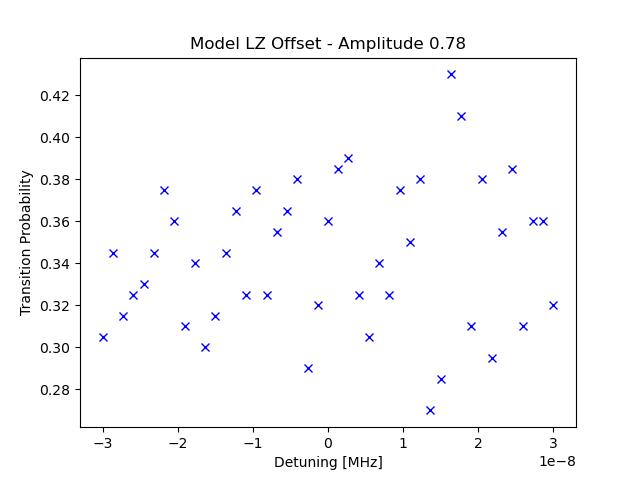 Model LZ Offset - Amplitude 0.78
0.42
0.40
0.38
0.36
0.34
0.32
0.30
0.28
Transition Probability
−3 −2 −1 0 1 2 3
1e−8
Detuning [MHz]